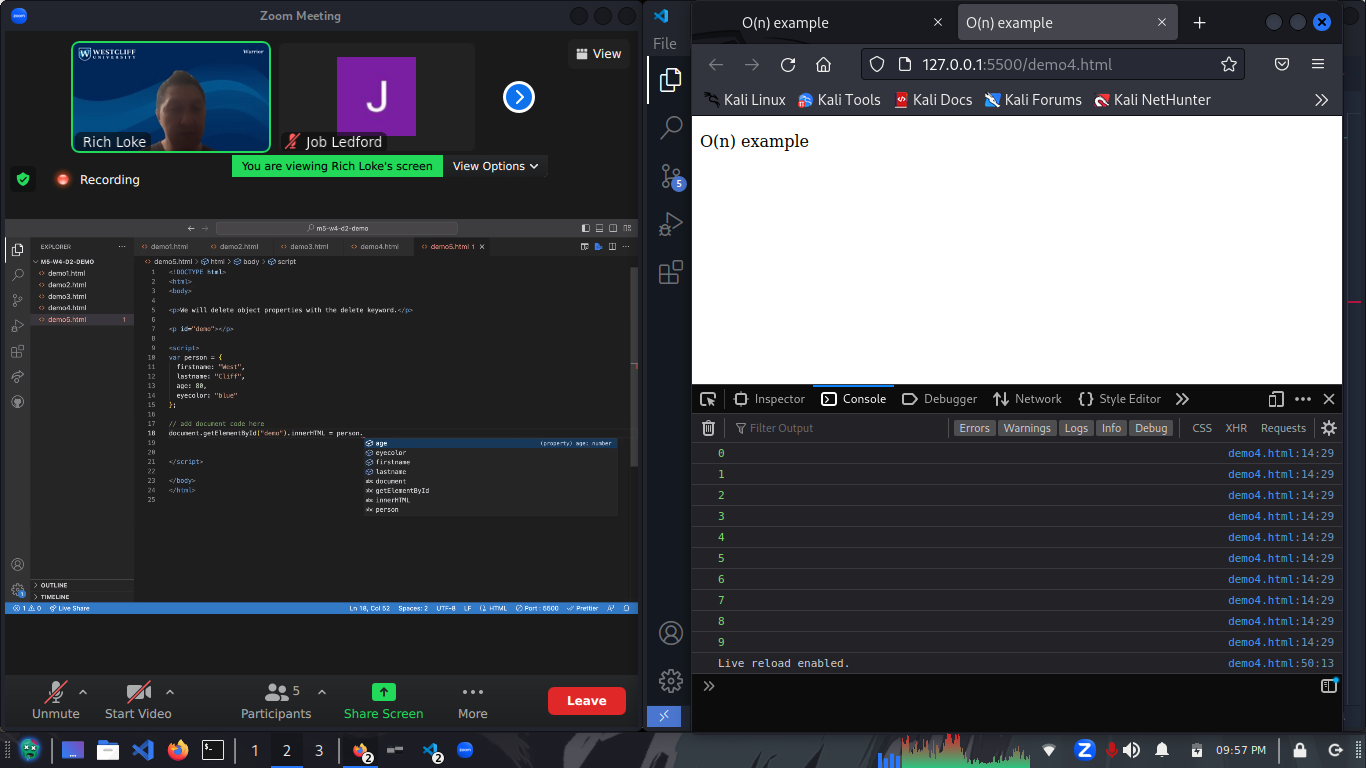 Zoom Meeting
WESTCLIFF
UNIVERSITY
Warrior
Rich Loke
J
Job Ledford
View
You are viewing Rich Loke's screen
View Options
Recording
m5-w4-d2-demo
EXPLORER
demo1.html
demo2.html
demo3.html
demo4.html
demo5.html 1
M5-W4-D2-DEMO
demo1.html
demo2.html
demo3.html
demo4.html
demo5.html 1
demo5.html > html > body > script
1 <!DOCTYPE html>
2 <html>
3 <body>
4
5 <p>We will delete object properties with the delete keyword.</p>
6
7 <p id="demo"></p>
8
9 <script>
10 var person = {
11 firstname: "West",
12 lastname: "Cliff",
13 age: 80,
14 eyecolor: "blue"
15 };
16
17 // add document code here
18 document.getElementById("demo").innerHTML = person.
19
20
21 </script>
22
23 </body>
24 </html>
25
age (property) age: number
eyecolor
firstname
lastname
abc document
abc getElementById
abc innerHTML
abc person
OUTLINE
TIMELINE
1
1 0 Live Share
Ln 18, Col 52 Spaces: 2 UTF-8 LF HTML Port : 5500 Prettier
Unmute
Start Video
5
Participants
Share Screen
More
Leave
File
5
O(n) example
O(n) example
127.0.0.1:5500/demo4.html
Kali Linux Kali Tools Kali Docs Kali Forums Kali NetHunter
O(n) example
Inspector Console Debugger Network Style Editor
Filter Output
Errors Warnings Logs Info Debug CSS XHR Requests
0 demo4.html:14:29
1 demo4.html:14:29
2 demo4.html:14:29
3 demo4.html:14:29
4 demo4.html:14:29
5 demo4.html:14:29
6 demo4.html:14:29
7 demo4.html:14:29
8 demo4.html:14:29
9 demo4.html:14:29
Live reload enabled. demo4.html:50:13
1 2 3
2
2
zoom
Z
09:57 PM